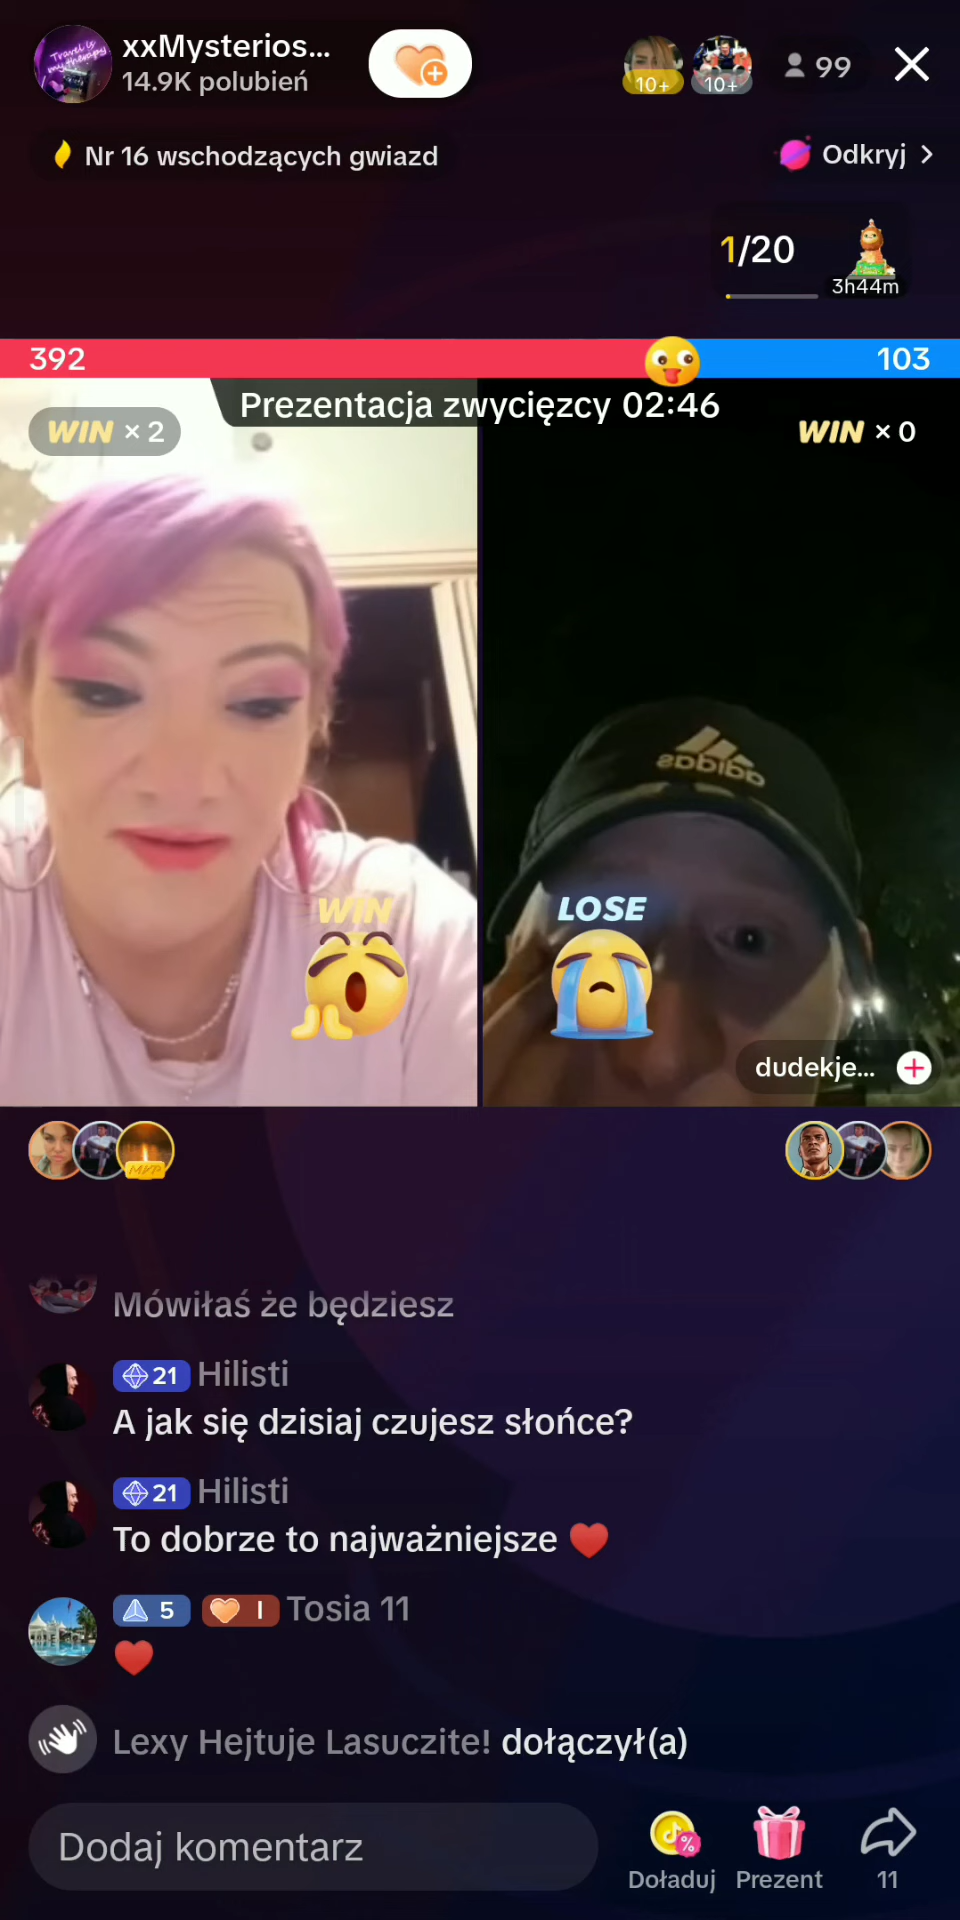 xxMysterios...
14.9K polubień
10+
10+
99
Nr 16 wschodzących gwiazd
Odkryj
1/20
3h44m
392
103
Prezentacja zwycięzcy 02:46
WIN × 2
WIN × 0
adidas
WIN
LOSE
dudekje...
MVP
Mówiłaś że będziesz
21 Hilisti
A jak się dzisiaj czujesz słońce?
21 Hilisti
To dobrze to najważniejsze ❤️
5 I Tosia 11
❤️
Lexy Hejtuje Lasuczite! dołączył(a)
Dodaj komentarz
Doładuj
Prezent
11